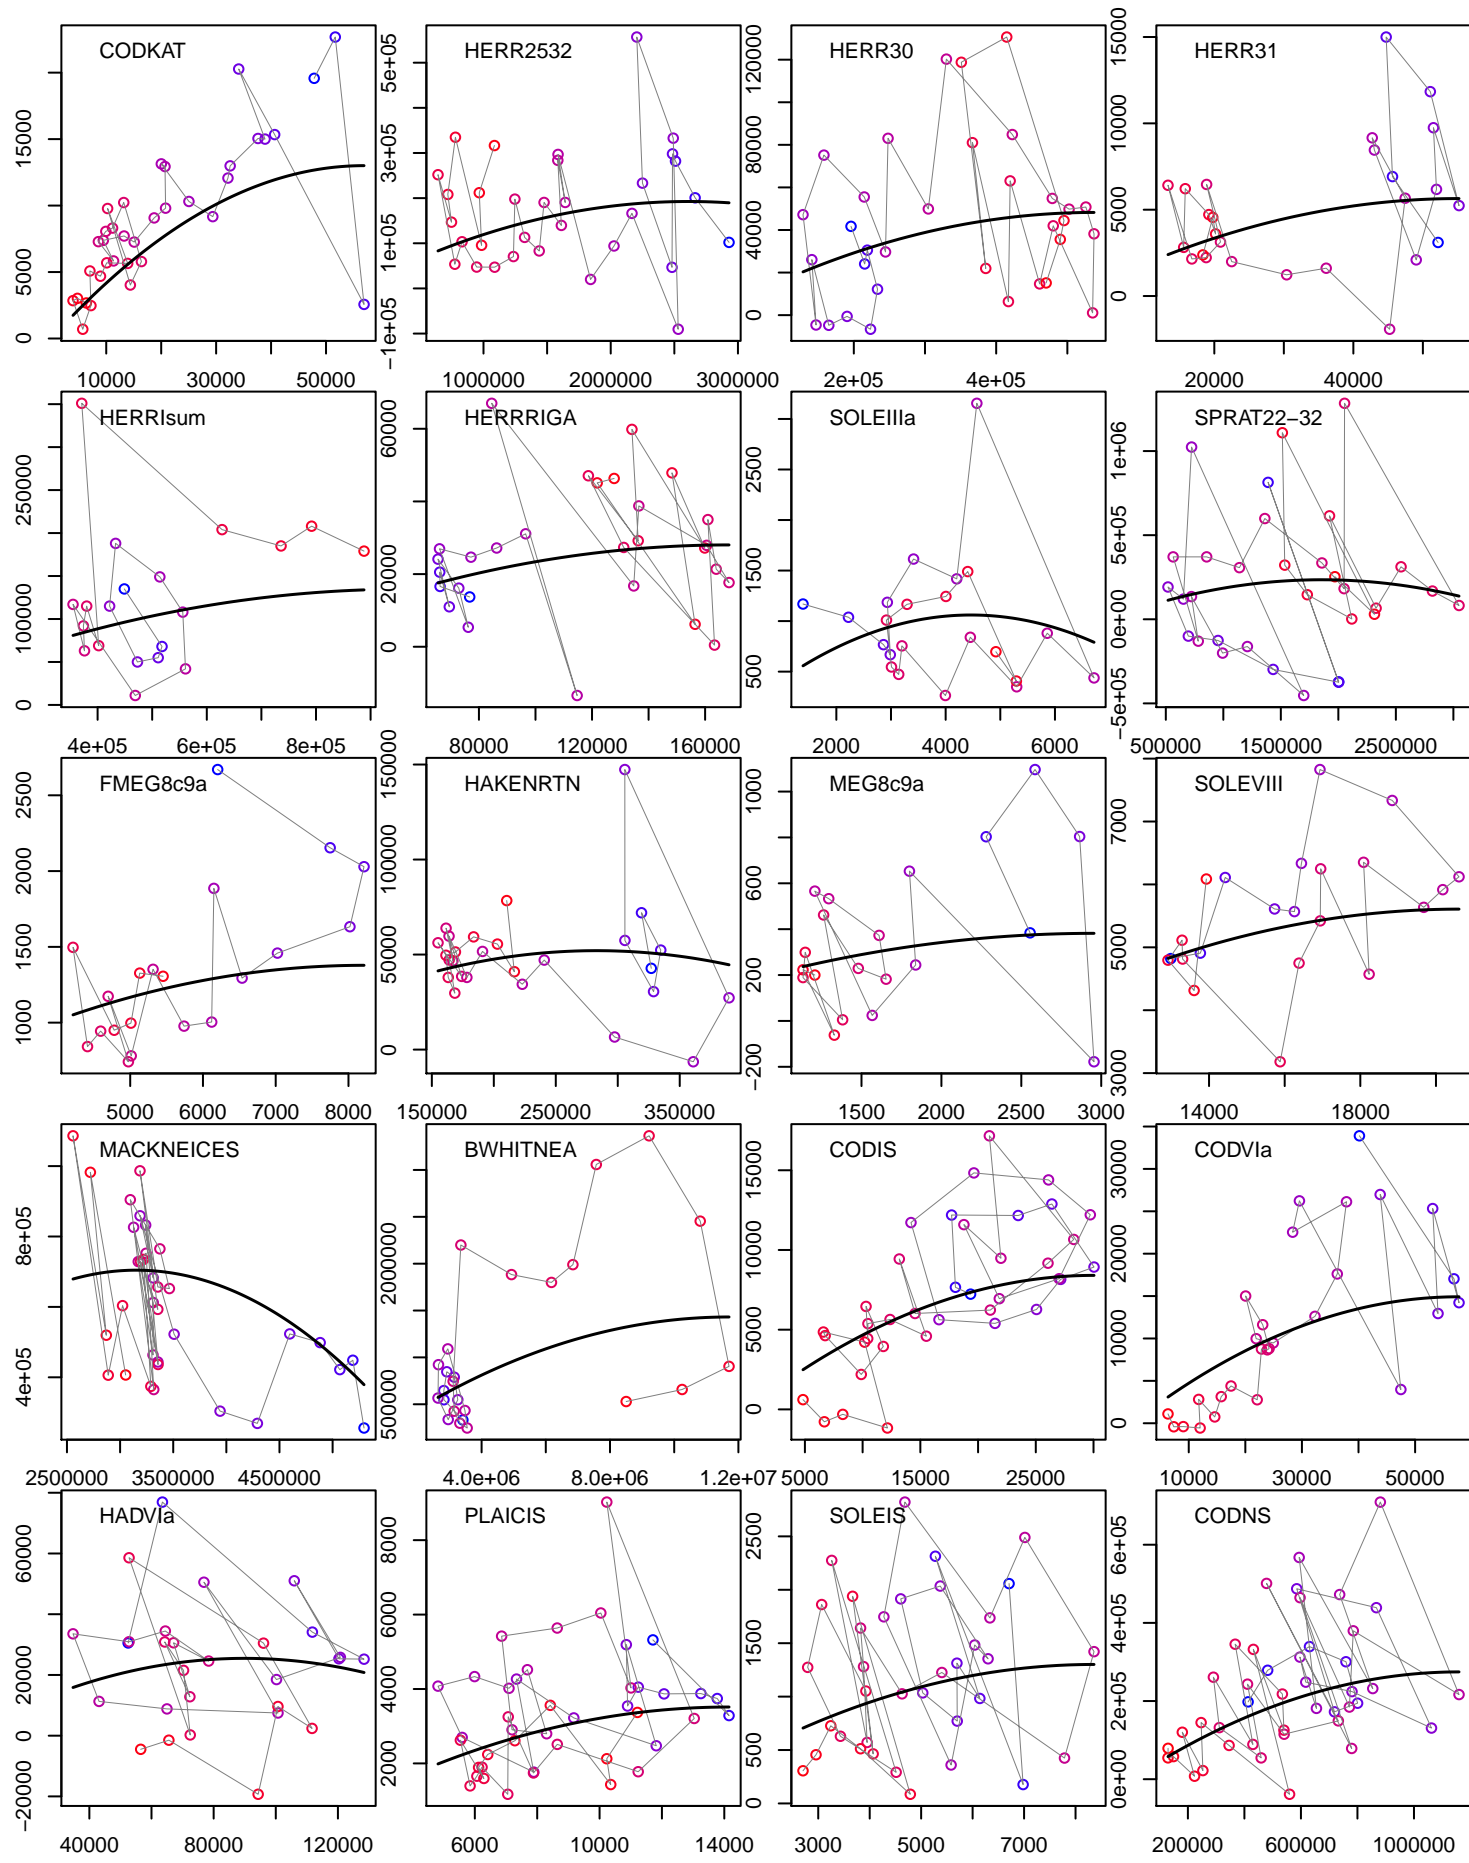 CODKAT
HERR2532
HERR30
HERR31
0 5000 15000
−1e+05 1e+05 3e+05 5e+05
0 40000 80000 120000
0 5000 10000 15000
10000 30000 50000
1000000 2000000 3000000
2e+05 4e+05
20000 40000
HERRIsum
HERRRIGA
SOLEIIIa
SPRAT22−32
0 100000 250000
0 20000 60000
500 1500 2500
−5e+05 0e+00 5e+05 1e+06
4e+05 6e+05 8e+05
80000 120000 160000
2000 4000 6000
500000 1500000 2500000
FMEG8c9a
HAKENRTN
MEG8c9a
SOLEVIII
1000 1500 2000 2500
0 50000 100000 150000
−200 200 600 1000
3000 5000 7000
5000 6000 7000 8000
150000 250000 350000
1500 2000 2500 3000
14000 18000
MACKNEICES
BWHITNEA
CODIS
CODVIa
4e+05 8e+05
500000 2000000
0 5000 10000 15000
0 10000 20000 30000
2500000 3500000 4500000
4.0e+06 8.0e+06 1.2e+07
5000 15000 25000
10000 30000 50000
HADVIa
PLAICIS
SOLEIS
CODNS
−20000 0 20000 60000
2000 4000 6000 8000
0 500 1500 2500
0e+00 2e+05 4e+05 6e+05
40000 80000 120000
6000 10000 14000
3000 5000 7000
200000 600000 1000000